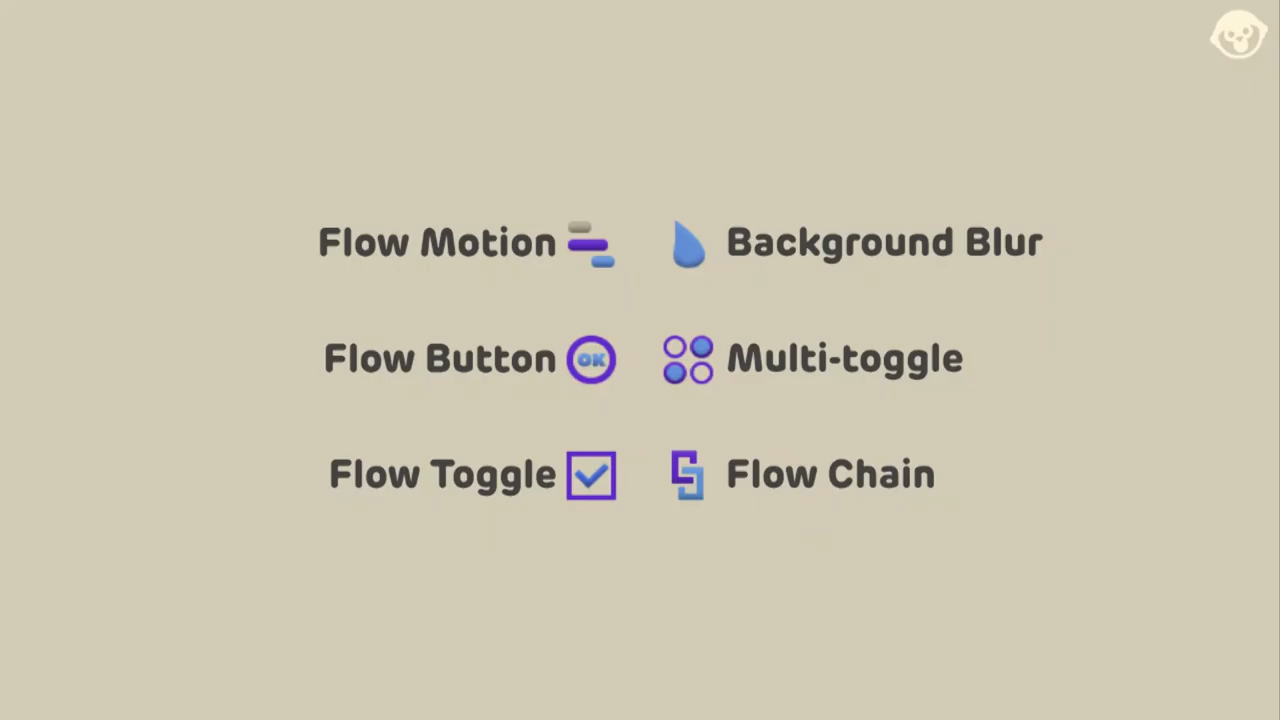 Flow Motion
Background Blur
Flow Button
OK
Multi-toggle
Flow Toggle
Flow Chain